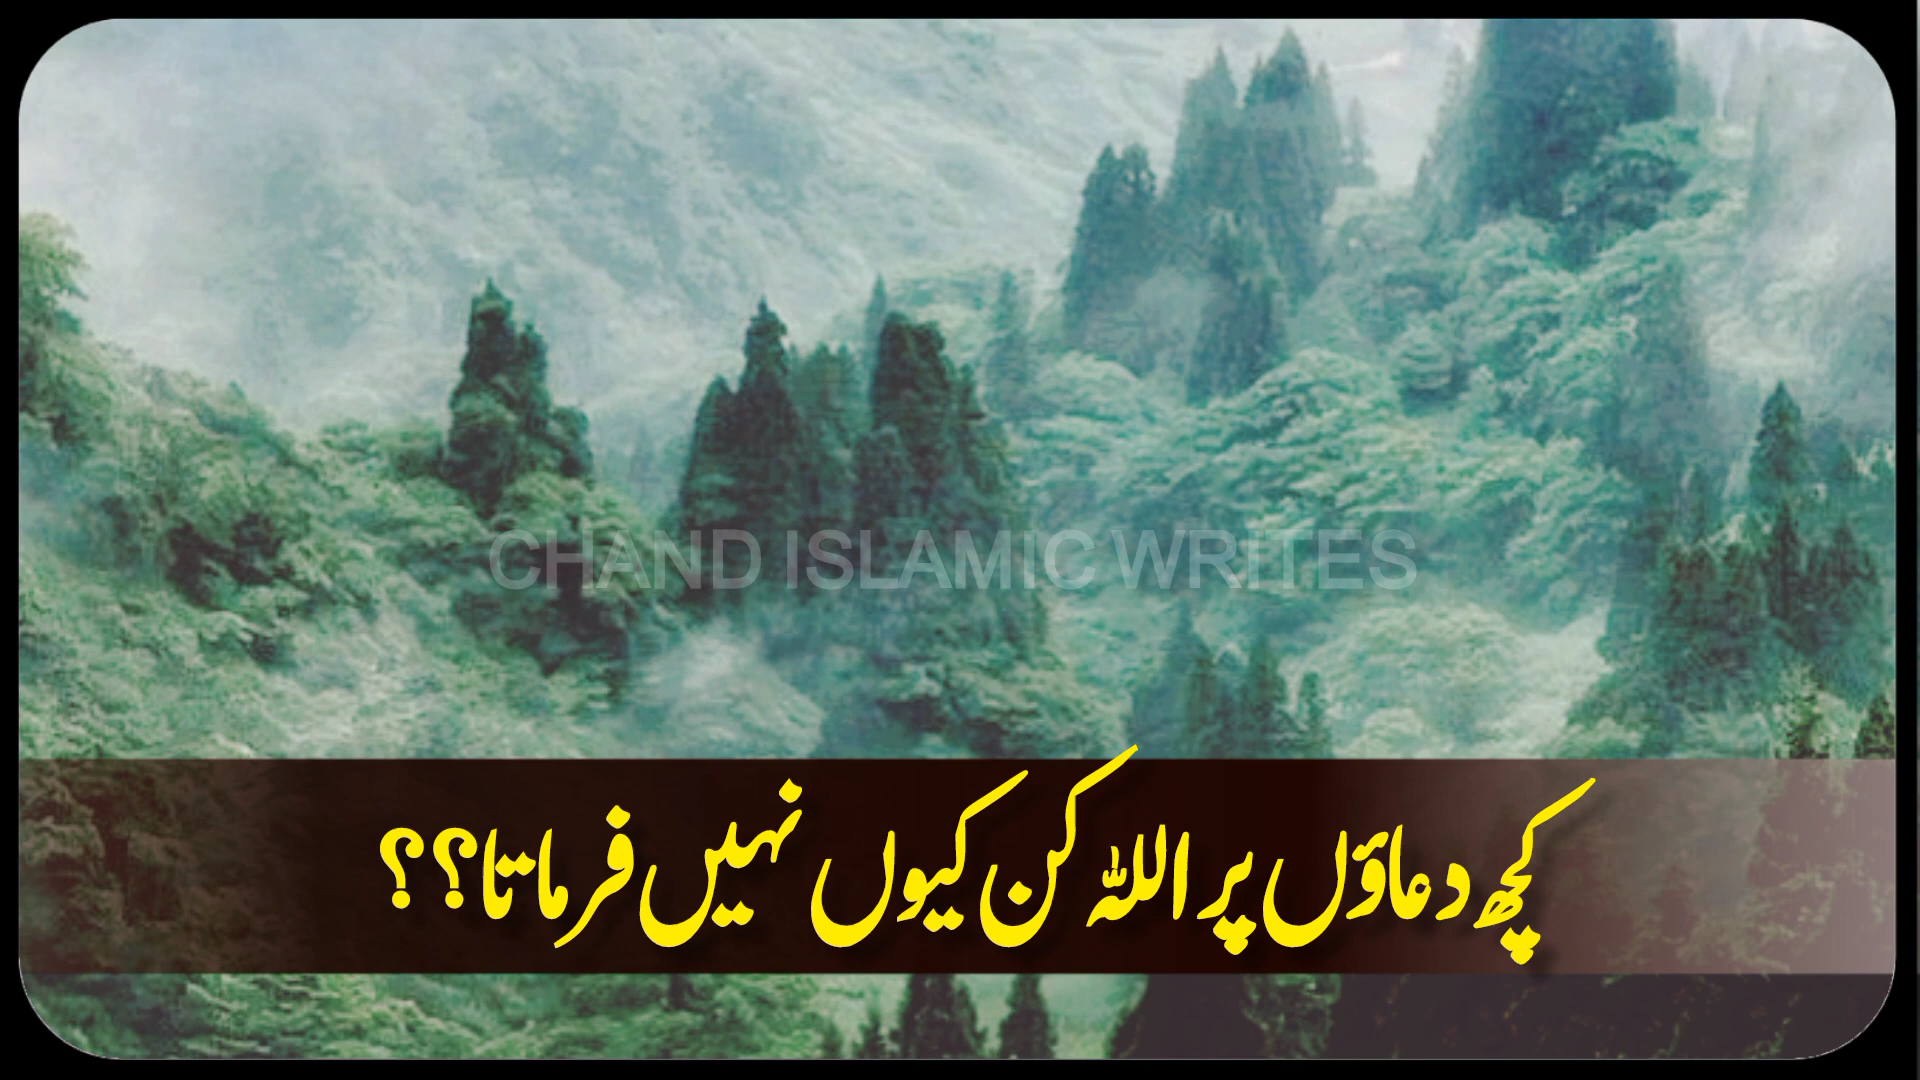 CHAND ISLAMIC WRITES
کچھ دعاؤں پر اللہ کن کیوں نہیں فرماتا؟؟